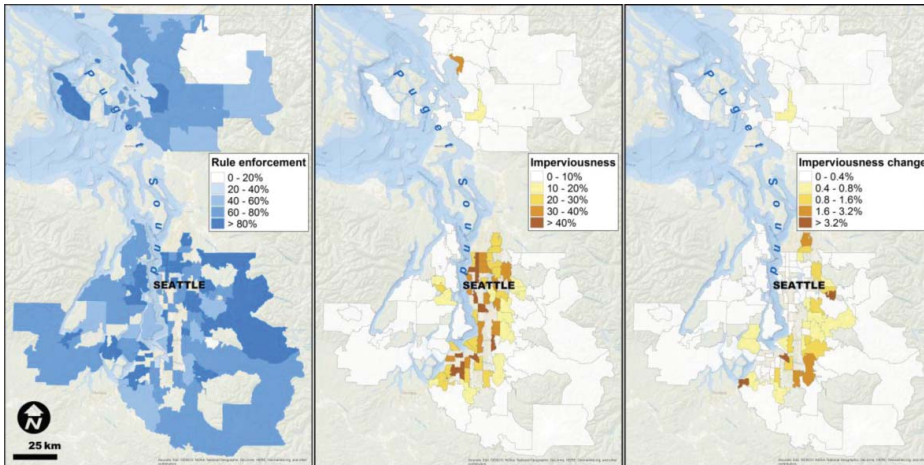 Puget Sound
Rule enforcement
0 - 20%
20 - 40%
40 - 60%
60 - 80%
> 80%
SEATTLE
N
25 km
Puget Sound
Imperviousness
0 - 10%
10 - 20%
20 - 30%
30 - 40%
> 40%
SEATTLE
Puget Sound
Imperviousness change
0 - 0.4%
0.4 - 0.8%
0.8 - 1.6%
1.6 - 3.2%
> 3.2%
SEATTLE